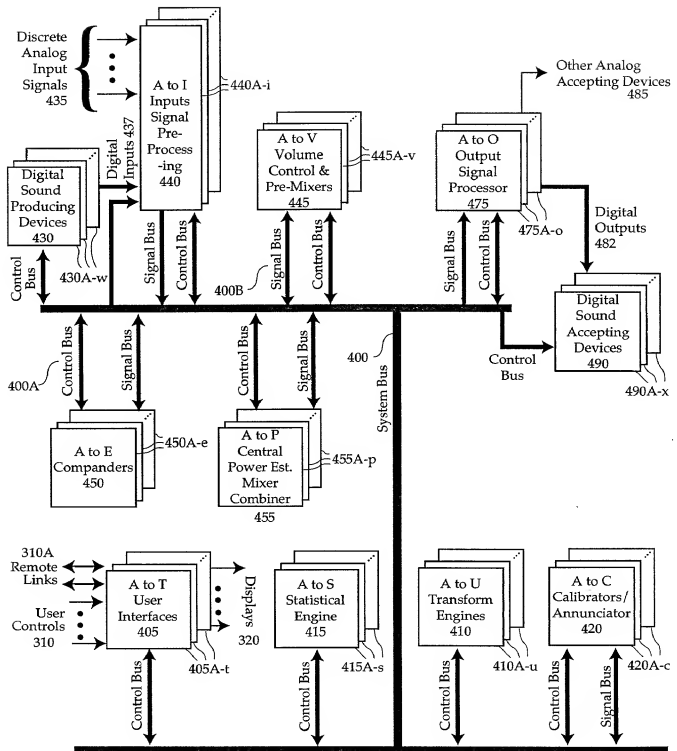 Discrete
Analog
Input
Signals
435
A to I
Inputs
Signal
Pre-
Process
-ing
440
440A-i
Digital
Inputs 437
Digital
Sound
Producing
Devices
430
430A-w
Control
Bus
Signal Bus
Control Bus
A to V
Volume
Control &
Pre-Mixers
445
445A-v
400B
Signal Bus
Control Bus
A to O
Output
Signal
Processor
475
475A-o
Other Analog
Accepting Devices
485
Digital
Outputs
482
Signal Bus
Control Bus
Digital
Sound
Accepting
Devices
490
490A-x
Control
Bus
400A
Control Bus
Signal Bus
A to E
Companders
450
450A-e
Control Bus
Signal Bus
A to P
Central
Power Est.
Mixer
Combiner
455
455A-p
400
System Bus
310A
Remote
Links
User
Controls
310
A to T
User
Interfaces
405
405A-t
Displays
320
Control Bus
A to S
Statistical
Engine
415
415A-s
Control Bus
A to U
Transform
Engines
410
410A-u
Control Bus
A to C
Calibrators/
Annunciator
420
420A-c
Control Bus
Signal Bus